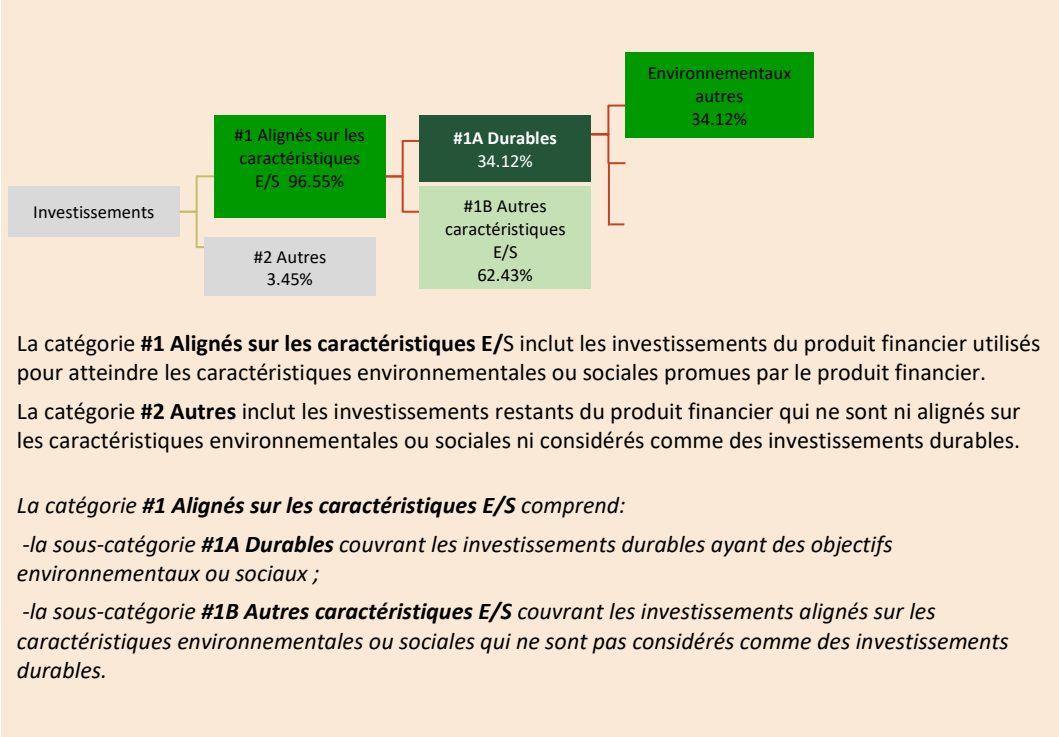 Environnementaux
autres
34.12%
#1 Alignés sur les
caractéristiques
E/S 96.55%
#1A Durables
34.12%
Investissements
#1B Autres
caractéristiques
E/S
62.43%
#2 Autres
3.45%
La catégorie #1 Alignés sur les caractéristiques E/S inclut les investissements du produit financier utilisés
pour atteindre les caractéristiques environnementales ou sociales promues par le produit financier.
La catégorie #2 Autres inclut les investissements restants du produit financier qui ne sont ni alignés sur
les caractéristiques environnementales ou sociales ni considérés comme des investissements durables.
La catégorie #1 Alignés sur les caractéristiques E/S comprend:
-la sous-catégorie #1A Durables couvrant les investissements durables ayant des objectifs
environnementaux ou sociaux ;
-la sous-catégorie #1B Autres caractéristiques E/S couvrant les investissements alignés sur les
caractéristiques environnementales ou sociales qui ne sont pas considérés comme des investissements
durables.